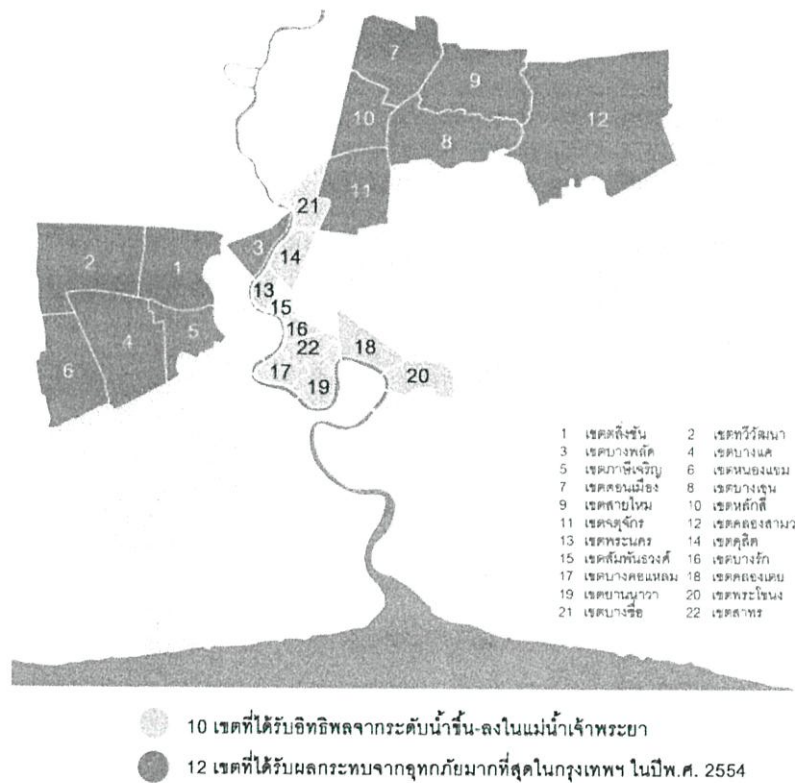 7
9
10
12
8
11
21
3
14
2
1
13
15
4
5
16
22
18
6
17
19
20
1 เขตตลิ่งชัน 2 เขตทวีวัฒนา
3 เขตบางพลัด 4 เขตบางแค
5 เขตภาษีเจริญ 6 เขตหนองแขม
7 เขตดอนเมือง 8 เขตบางเขน
9 เขตสายไหม 10 เขตหลักสี่
11 เขตจตุจักร 12 เขตคลองสามว
13 เขตพระนคร 14 เขตดุสิต
15 เขตสัมพันธวงศ์ 16 เขตบางรัก
17 เขตบางคอแหลม 18 เขตคลองเตย
19 เขตยานนาวา 20 เขตพระโขนง
21 เขตบางซื่อ 22 เขตสาทร
10 เขตที่ได้รับอิทธิพลจากระดับน้ำขึ้น-ลงในแม่น้ำเจ้าพระยา
12 เขตที่ได้รับผลกระทบจากอุทกภัยมากที่สุดในกรุงเทพฯ ในปีพ.ศ. 2554